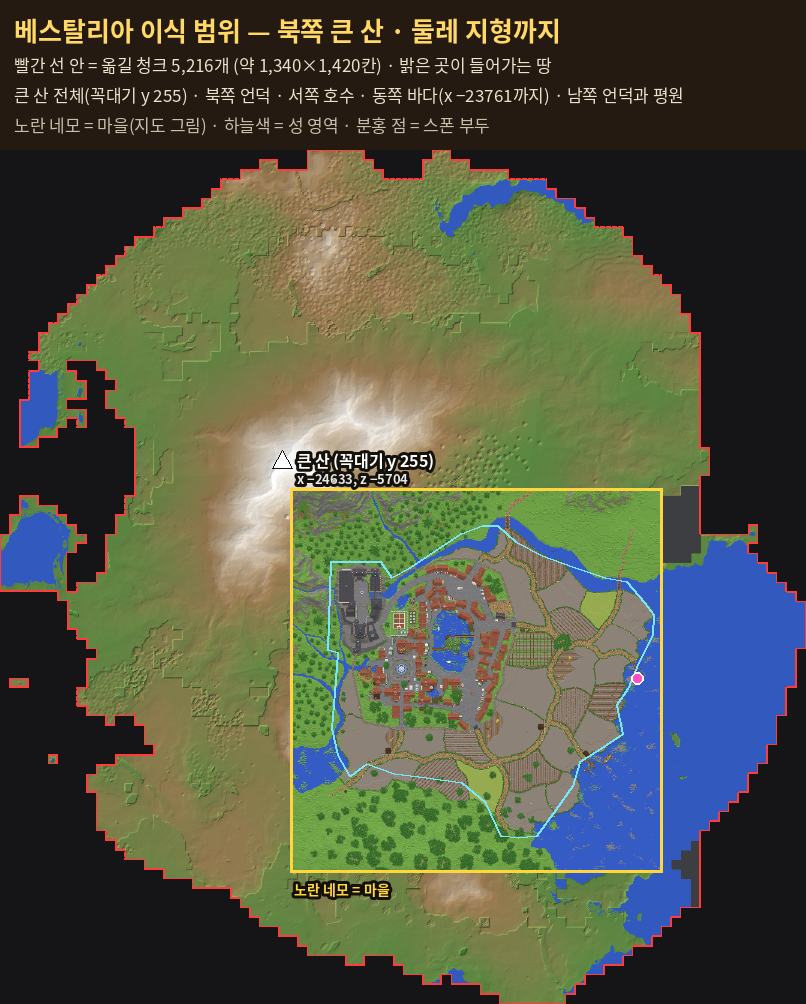 베스탈리아 이식 범위 — 북쪽 큰 산 · 둘레 지형까지
빨간 선 안 = 옮길 청크 5,216개 (약 1,340×1,420칸) · 밝은 곳이 들어가는 땅
큰 산 전체(꼭대기 y 255) · 북쪽 언덕 · 서쪽 호수 · 동쪽 바다(x −23761까지) · 남쪽 언덕과 평원
노란 네모 = 마을(지도 그림) · 하늘색 = 성 영역 · 분홍 점 = 스폰 부두
큰 산 (꼭대기 y 255)
x −24633, z −5704
노란 네모 = 마을